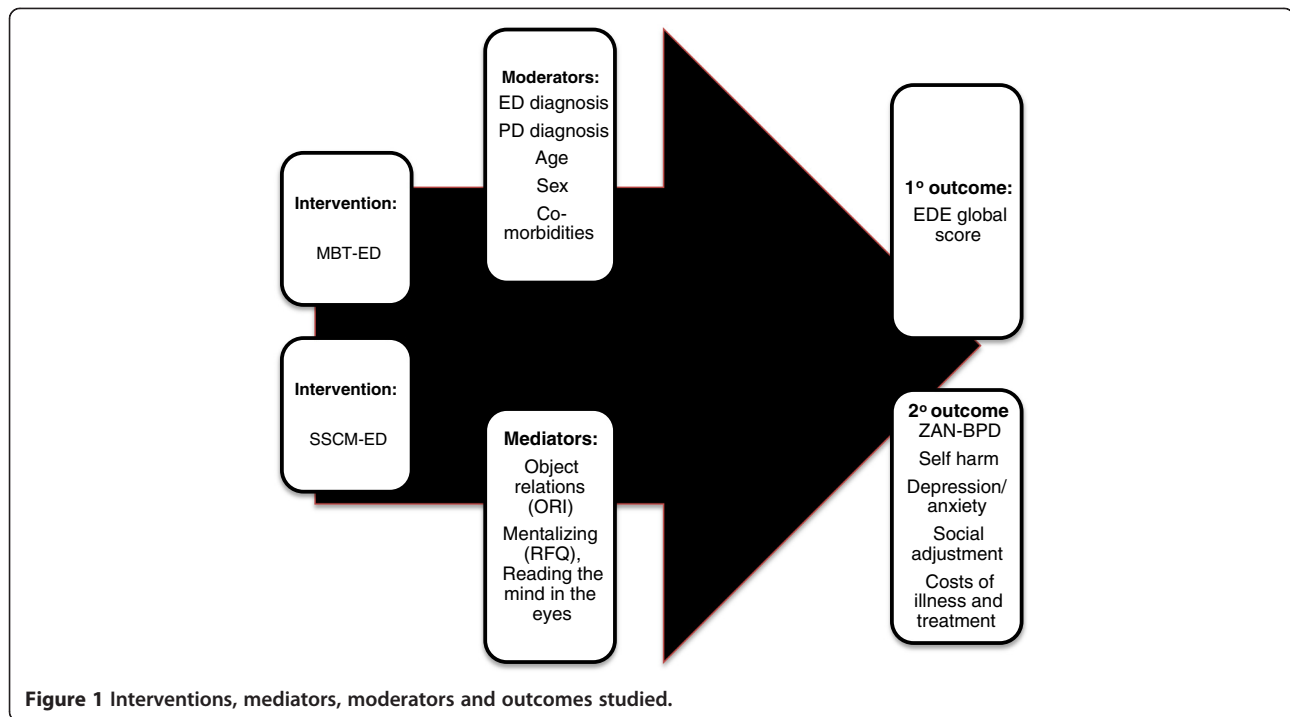 Intervention:
MBT-ED
Intervention:
SSCM-ED
Moderators:
ED diagnosis
PD diagnosis
Age
Sex
Co-
morbidities
Mediators:
Object
relations
(ORI)
Mentalizing
(RFQ),
Reading the
mind in the
eyes
1º outcome:
EDE global
score
2º outcome
ZAN-BPD
Self harm
Depression/
anxiety
Social
adjustment
Costs of
illness and
treatment
Figure 1 Interventions, mediators, moderators and outcomes studied.